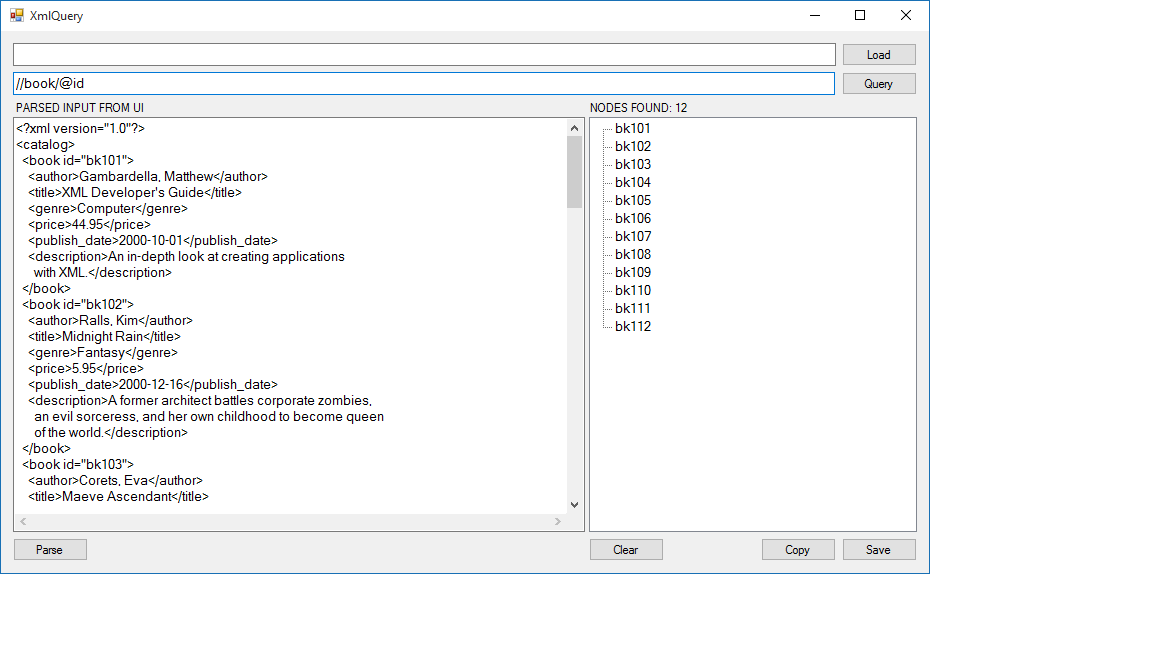 XmlQuery
Load
//book/@id
Query
PARSED INPUT FROM UI
NODES FOUND: 12
<?xml version="1.0"?>
<catalog>
<book id="bk101">
<author>Gambardella, Matthew</author>
<title>XML Developer's Guide</title>
<genre>Computer</genre>
<price>44.95</price>
<publish_date>2000-10-01</publish_date>
<description>An in-depth look at creating applications
with XML.</description>
</book>
<book id="bk102">
<author>Ralls, Kim</author>
<title>Midnight Rain</title>
<genre>Fantasy</genre>
<price>5.95</price>
<publish_date>2000-12-16</publish_date>
<description>A former architect battles corporate zombies,
an evil sorceress, and her own childhood to become queen
of the world.</description>
</book>
<book id="bk103">
<author>Corets, Eva</author>
<title>Maeve Ascendant</title>
bk101
bk102
bk103
bk104
bk105
bk106
bk107
bk108
bk109
bk110
bk111
bk112
Parse
Clear
Copy
Save